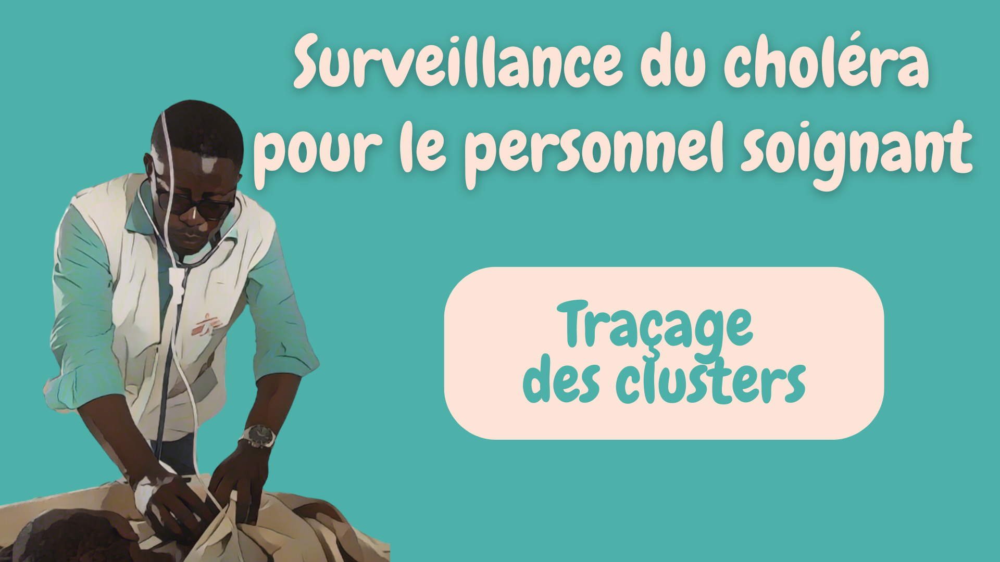 Surveillance du choléra
pour le personnel soignant
Traçage
des clusters